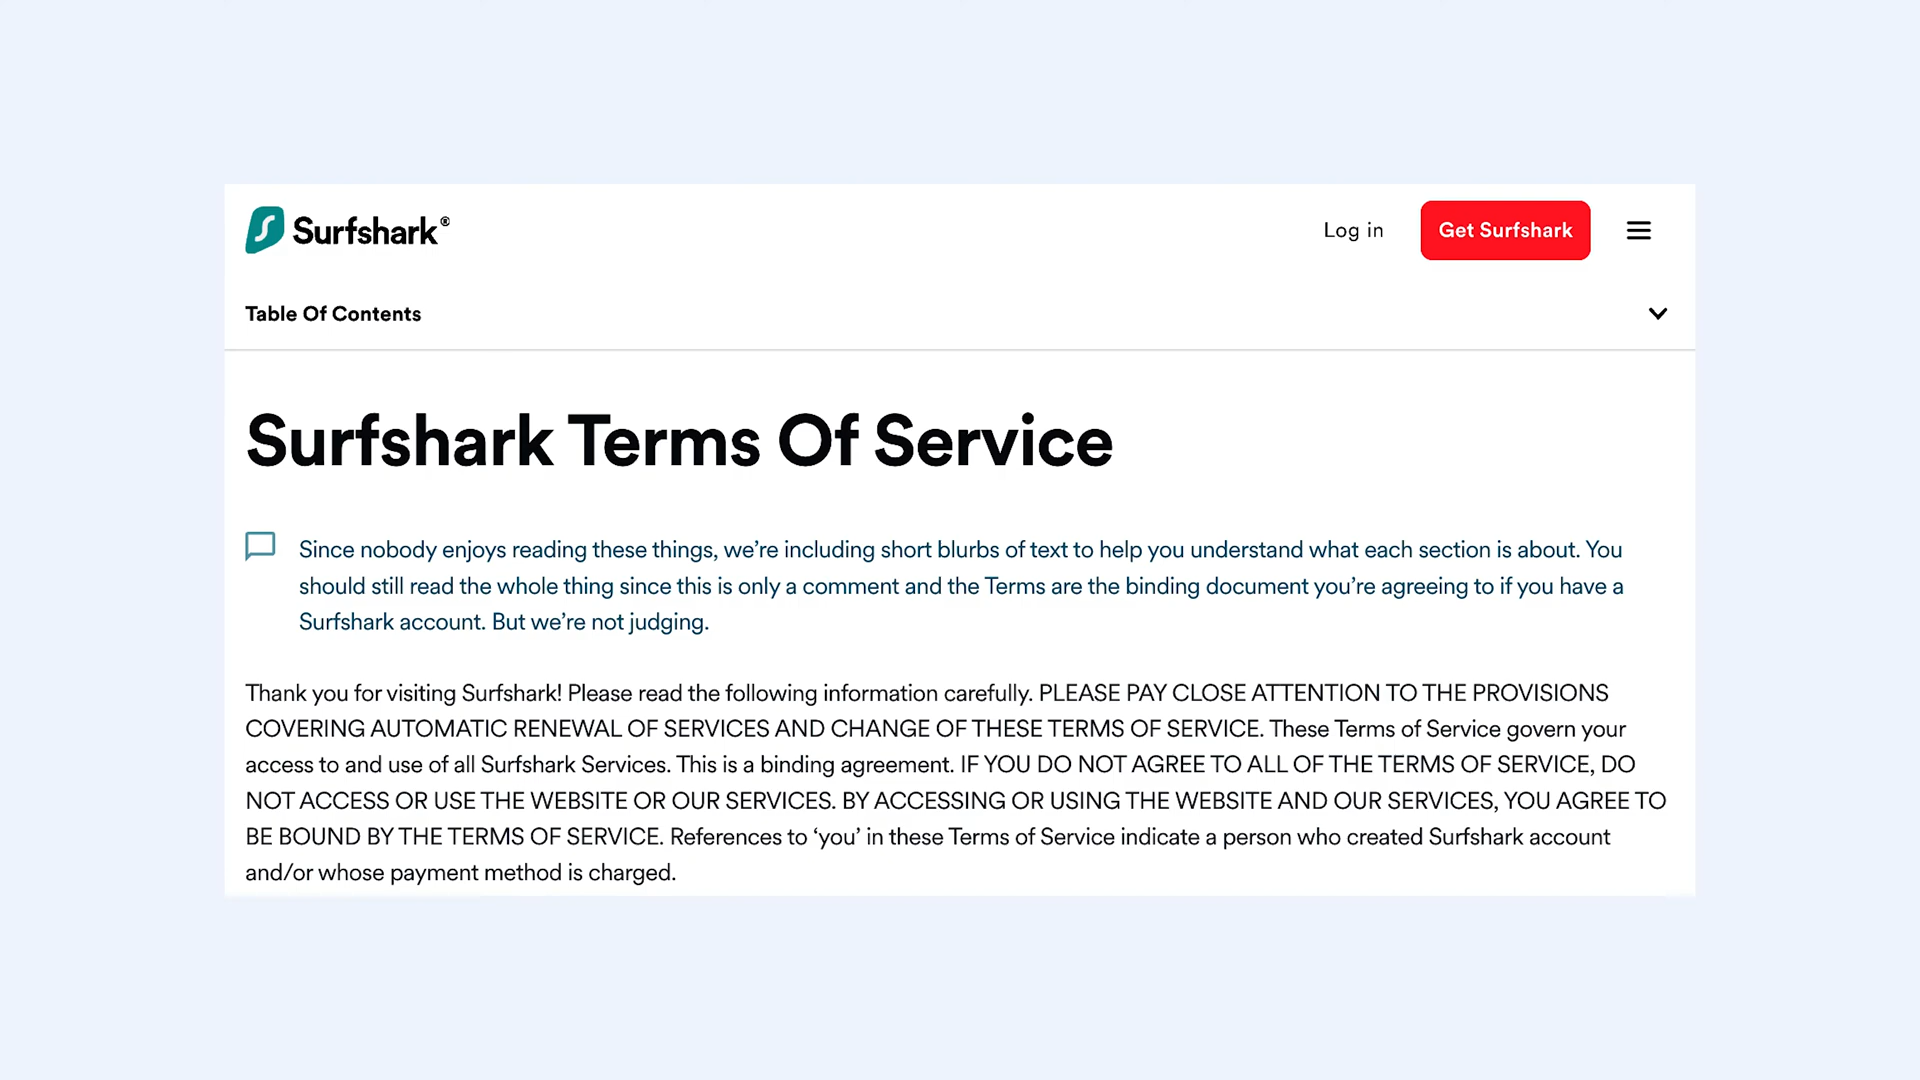 Surfshark®
Log in
Get Surfshark
Table Of Contents
Surfshark Terms Of Service
Since nobody enjoys reading these things, we’re including short blurbs of text to help you understand what each section is about. You
should still read the whole thing since this is only a comment and the Terms are the binding document you’re agreeing to if you have a
Surfshark account. But we’re not judging.
Thank you for visiting Surfshark! Please read the following information carefully. PLEASE PAY CLOSE ATTENTION TO THE PROVISIONS
COVERING AUTOMATIC RENEWAL OF SERVICES AND CHANGE OF THESE TERMS OF SERVICE. These Terms of Service govern your
access to and use of all Surfshark Services. This is a binding agreement. IF YOU DO NOT AGREE TO ALL OF THE TERMS OF SERVICE, DO
NOT ACCESS OR USE THE WEBSITE OR OUR SERVICES. BY ACCESSING OR USING THE WEBSITE AND OUR SERVICES, YOU AGREE TO
BE BOUND BY THE TERMS OF SERVICE. References to ‘you’ in these Terms of Service indicate a person who created Surfshark account
and/or whose payment method is charged.